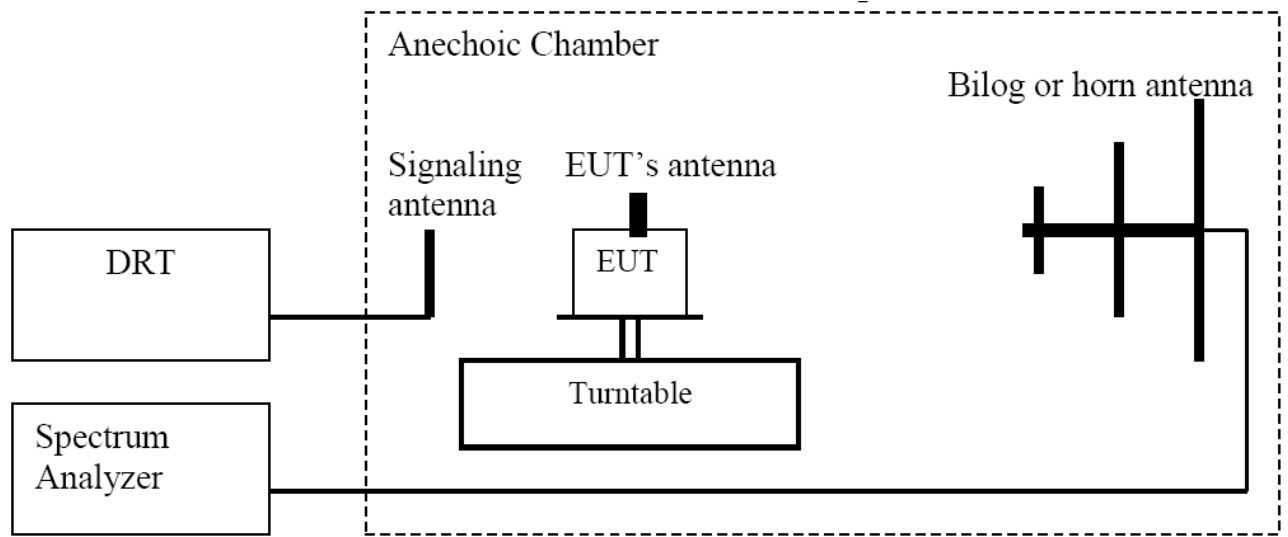 Anechoic Chamber
Bilog or horn antenna
Signaling
antenna
EUT’s antenna
DRT
EUT
Turntable
Spectrum
Analyzer